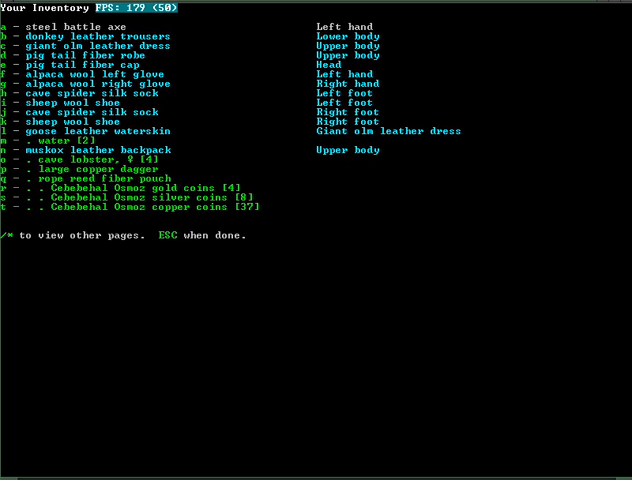 Your Inventory FPS: 179 (50)
a - steel battle axe Left hand
b - donkey leather trousers Lower body
c - giant olm leather dress Upper body
d - pig tail fiber robe Upper body
e - pig tail fiber cap Head
f - alpaca wool left glove Left hand
g - alpaca wool right glove Right hand
h - cave spider silk sock Left foot
i - sheep wool shoe Left foot
j - cave spider silk sock Right foot
k - sheep wool shoe Right foot
l - goose leather waterskin Giant olm leather dress
m - . water [2]
n - muskox leather backpack Upper body
o - . cave lobster, ♀ [4]
p - . large copper dagger
q - . rope reed fiber pouch
r - . . Cebebehal Osmoz gold coins [4]
s - . . Cebebehal Osmoz silver coins [8]
t - . . Cebebehal Osmoz copper coins [37]
/* to view other pages. ESC when done.